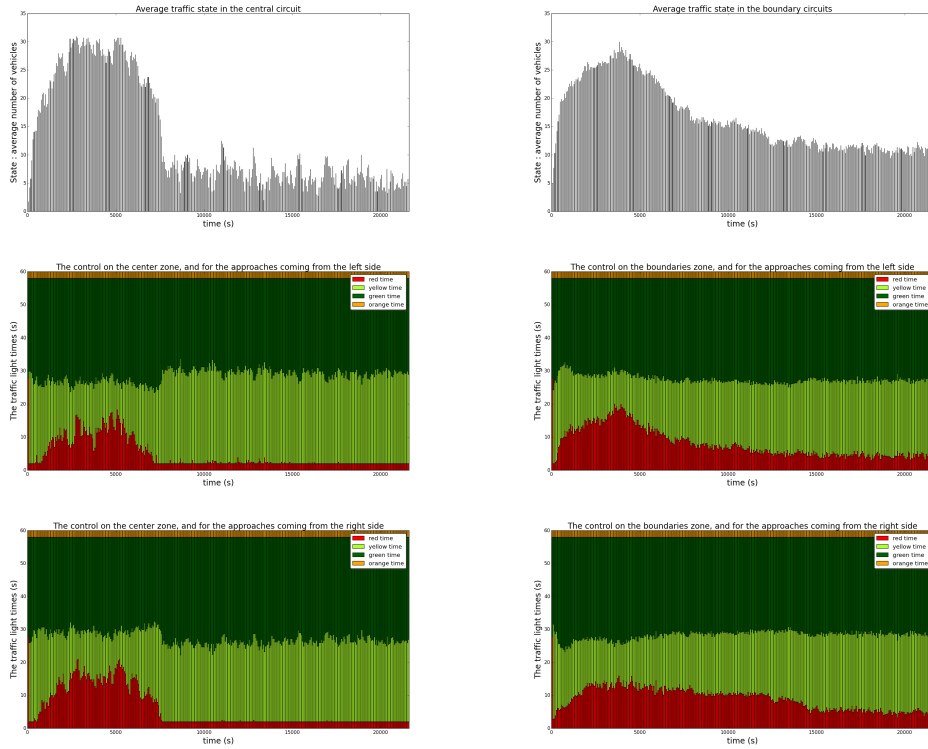 Average traffic state in the central circuit
State : average number of vehicles
35
30
25
20
15
10
5
0
0 5000 10000 15000 20000
time (s)
Average traffic state in the boundary circuits
State : average number of vehicles
35
30
25
20
15
10
5
0
0 5000 10000 15000 20000
time (s)
The control on the center zone, and for the approaches coming from the left side
The traffic light times (s)
60
50
40
30
20
10
0
red time
yellow time
green time
orange time
0 5000 10000 15000 20000
time (s)
The control on the boundaries zone, and for the approaches coming from the left side
The traffic light times (s)
60
50
40
30
20
10
0
red time
yellow time
green time
orange time
0 5000 10000 15000 20000
time (s)
The control on the center zone, and for the approaches coming from the right side
The traffic light times (s)
60
50
40
30
20
10
0
red time
yellow time
green time
orange time
0 5000 10000 15000 20000
time (s)
The control on the boundaries zone, and for the approaches coming from the right side
The traffic light times (s)
60
50
40
30
20
10
0
red time
yellow time
green time
orange time
0 5000 10000 15000 20000
time (s)